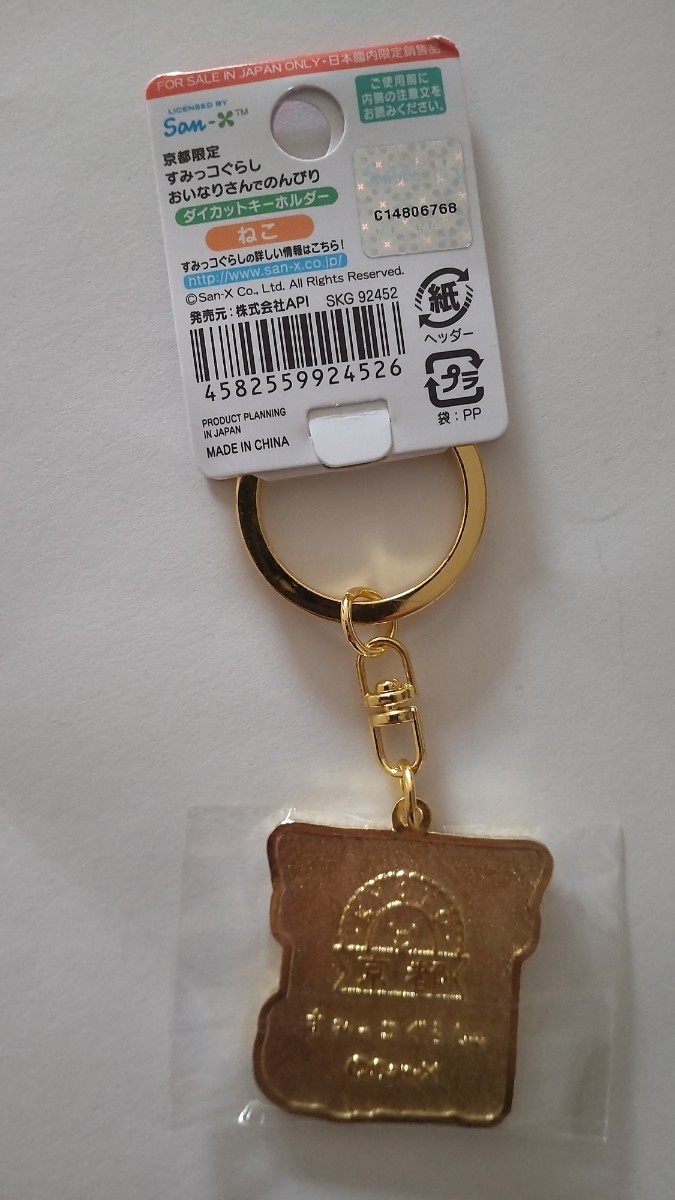 FOR SALE IN JAPAN ONLY・日本國内限定銷售品
LICENSED BY
San-X™
ご使用前に
内側の注意文を
お読みください。
京都限定
すみっコぐらし
おいなりさんでのんびり
ダイカットキーホルダー
ねこ
C14806768
すみっコぐらしの詳しい情報はこちら！
http://www.san-x.co.jp/
©San-X Co., Ltd. All Rights Reserved.
発売元：株式会社API SKG 92452
4582559924526
紙
ヘッダー
プラ
袋：PP
PRODUCT PLANNING
IN JAPAN
MADE IN CHINA
KYOTO
京都
すみっコぐらし
©San-X